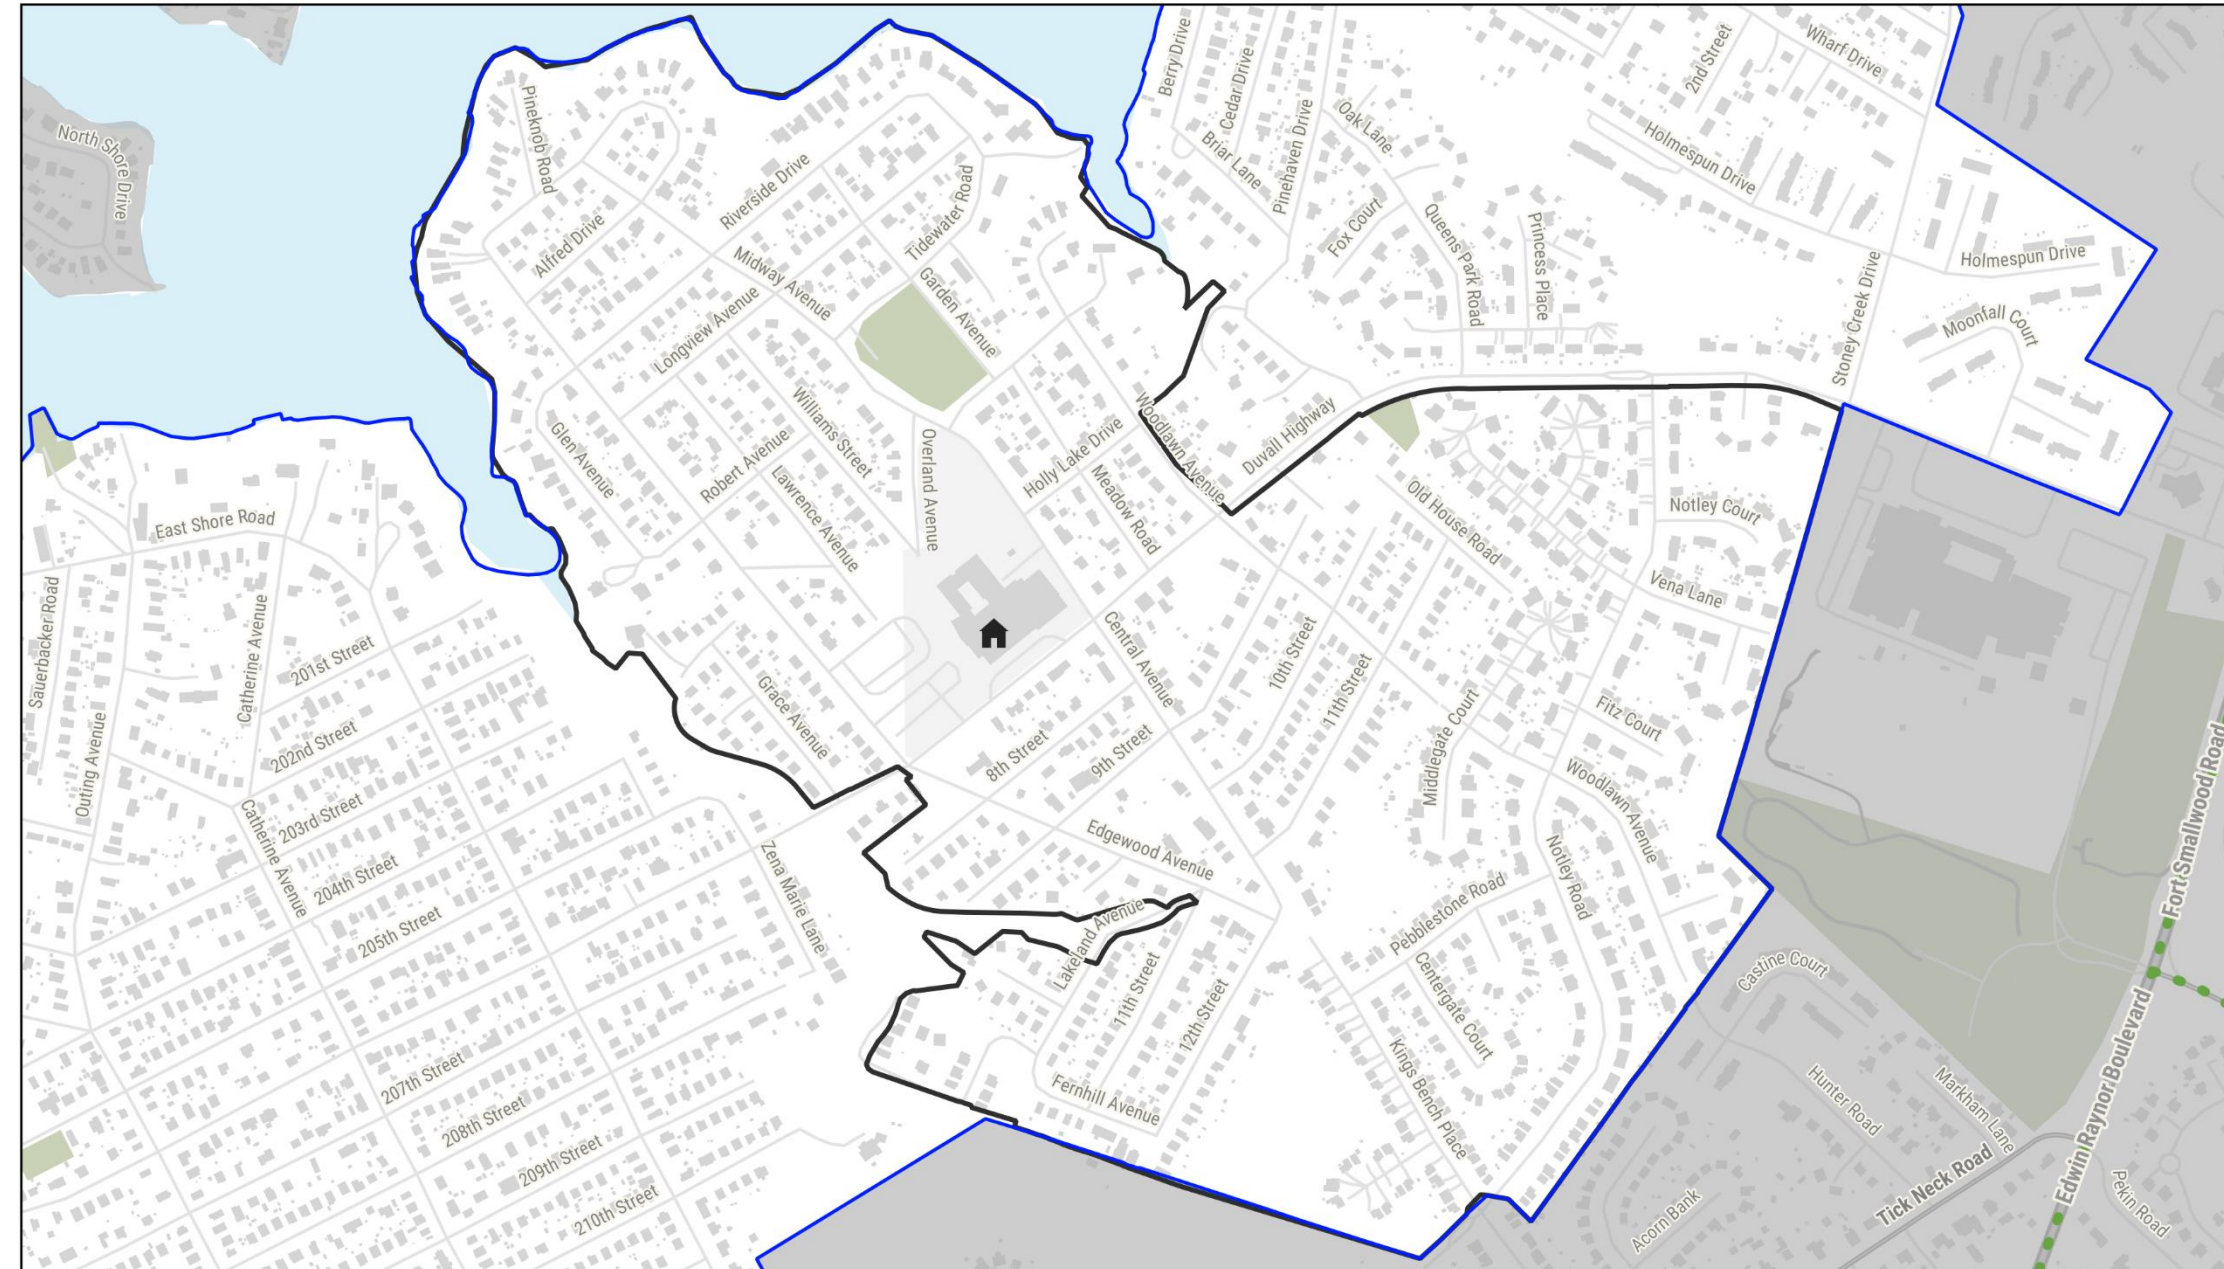 Berry Drive
Cedar Drive
Briar Lane
Pinehaven Drive
Oak Lane
2nd Street
Wharf Drive
Holmespun Drive
North Shore Drive
Pineknob Road
Riverside Drive
Alfred Drive
Tidewater Road
Midway Avenue
Garden Avenue
Longview Avenue
Fox Court
Queens Park Road
Princess Place
Holmespun Drive
Stoney Creek Drive
Moonfall Court
Glen Avenue
Williams Street
Robert Avenue
Lawrence Avenue
Overland Avenue
Holly Lake Drive
Meadow Road
Woodlawn Avenue
Duvall Highway
Old House Road
Notley Court
Vena Lane
East Shore Road
Sauerbacker Road
Catherine Avenue
Outing Avenue
201st Street
202nd Street
203rd Street
204th Street
205th Street
Catherine Avenue
207th Street
208th Street
209th Street
210th Street
Zena Marie Lane
Grace Avenue
Central Avenue
8th Street
9th Street
10th Street
11th Street
Middlegate Court
Fitz Court
Woodlawn Avenue
Notley Road
Edgewood Avenue
Pebblestone Road
Centergate Court
Lakeland Avenue
11th Street
12th Street
Fernhill Avenue
Kings Bench Place
Castine Court
Hunter Road
Markham Lane
Acorn Bank
Tick Neck Road
Pekin Road
Edwin Raynor Boulevard
Fort Smallwood Road